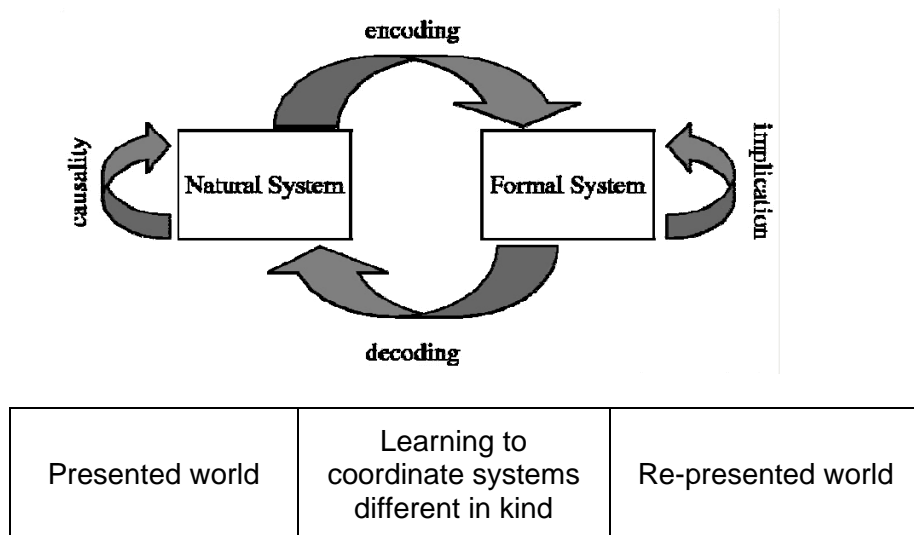 encoding
causality
Natural System
Formal System
implication
decoding
Presented world
Learning to
coordinate systems
different in kind
Re-presented world